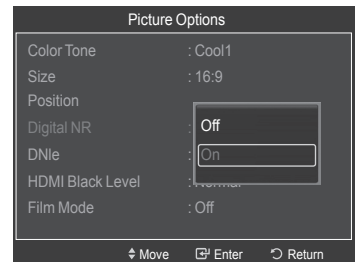 Picture Options
Color Tone : Cool1
Size : 16:9
Position
Digital NR : Off
DNIe : On
HDMI Black Level : Normal
Film Mode : Off
Move Enter Return